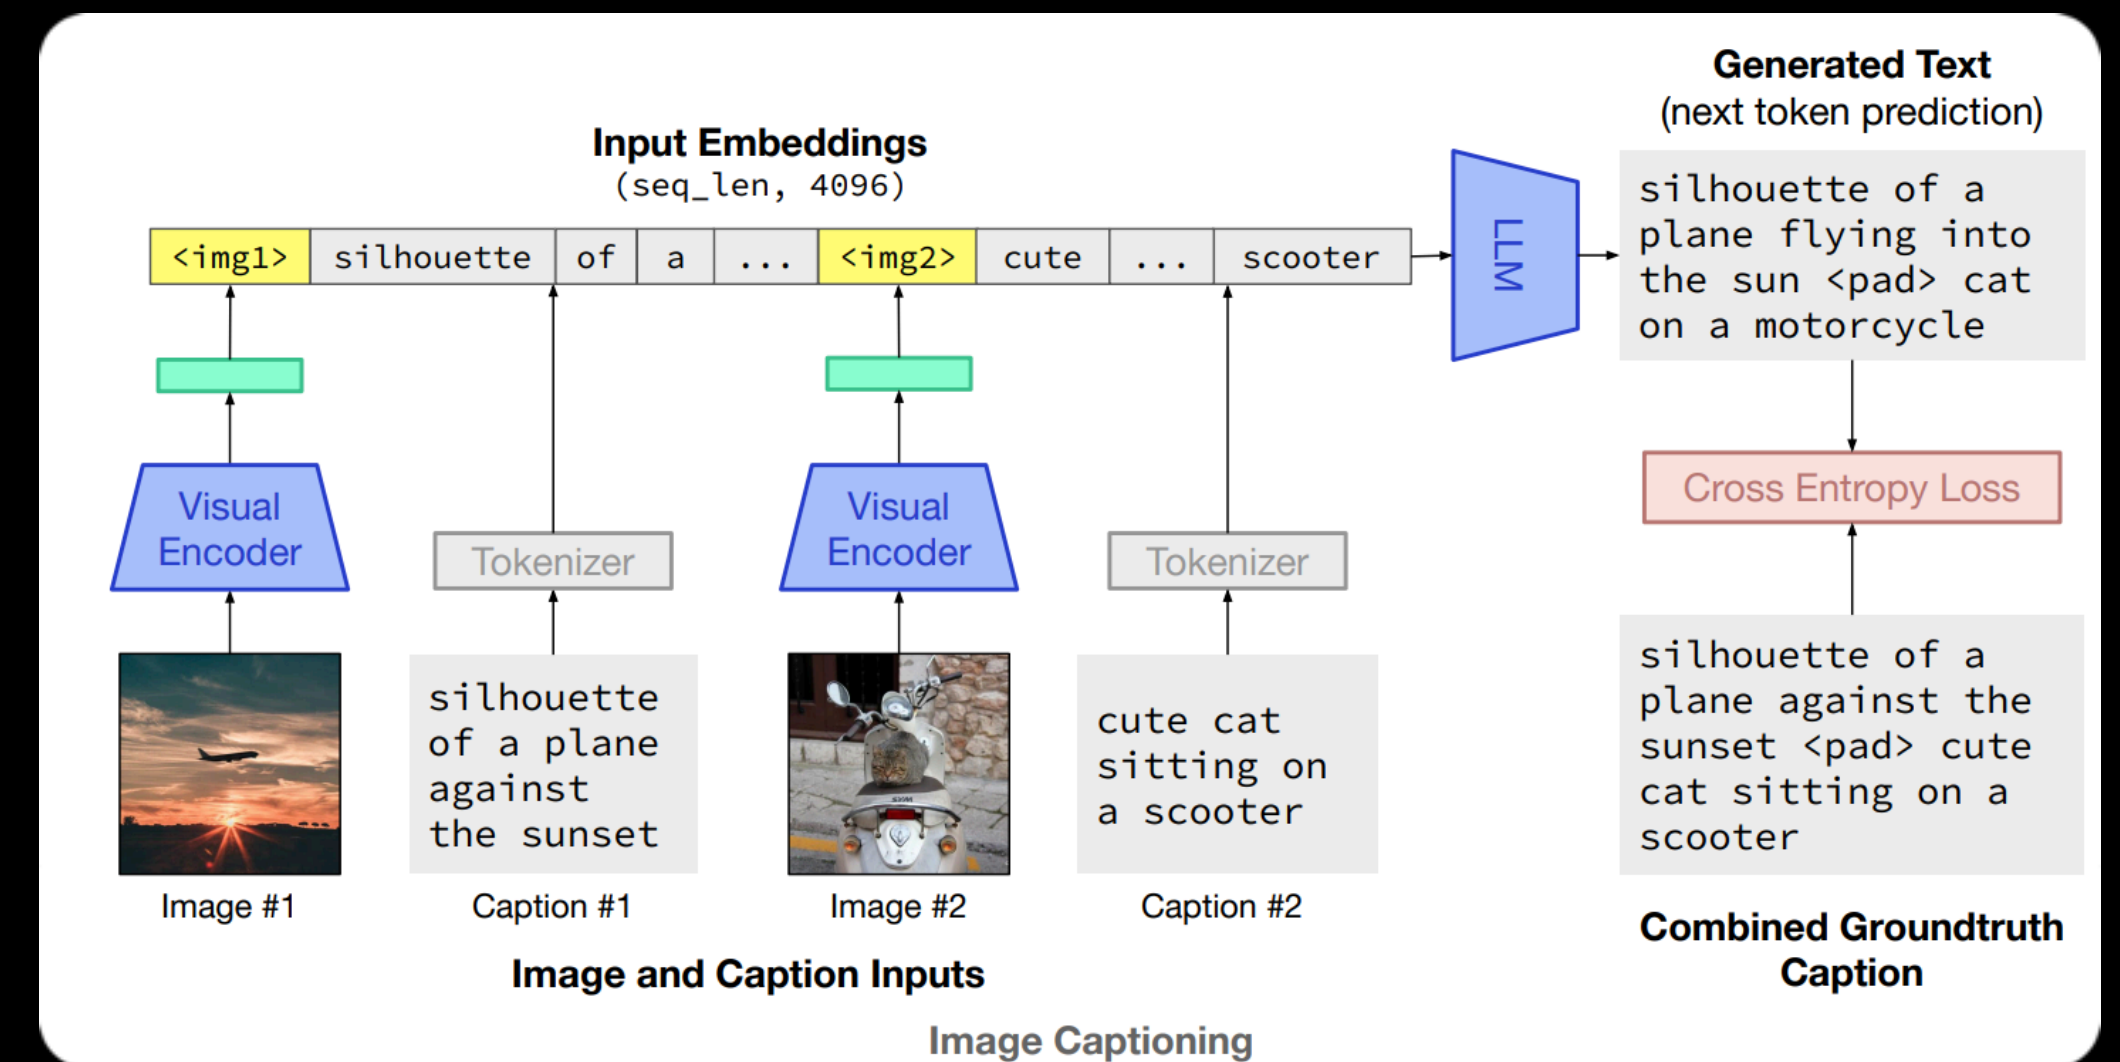 Generated Text
(next token prediction)
Input Embeddings
(seq_len, 4096)
<img1> silhouette of a ... <img2> cute ... scooter
LLM
silhouette of a
plane flying into
the sun <pad> cat
on a motorcycle
Visual
Encoder
Tokenizer
Visual
Encoder
Tokenizer
Cross Entropy Loss
silhouette
of a plane
against
the sunset
SYM
cute cat
sitting on
a scooter
silhouette of a
plane against the
sunset <pad> cute
cat sitting on a
scooter
Image #1
Caption #1
Image #2
Caption #2
Combined Groundtruth
Caption
Image and Caption Inputs
Image Captioning